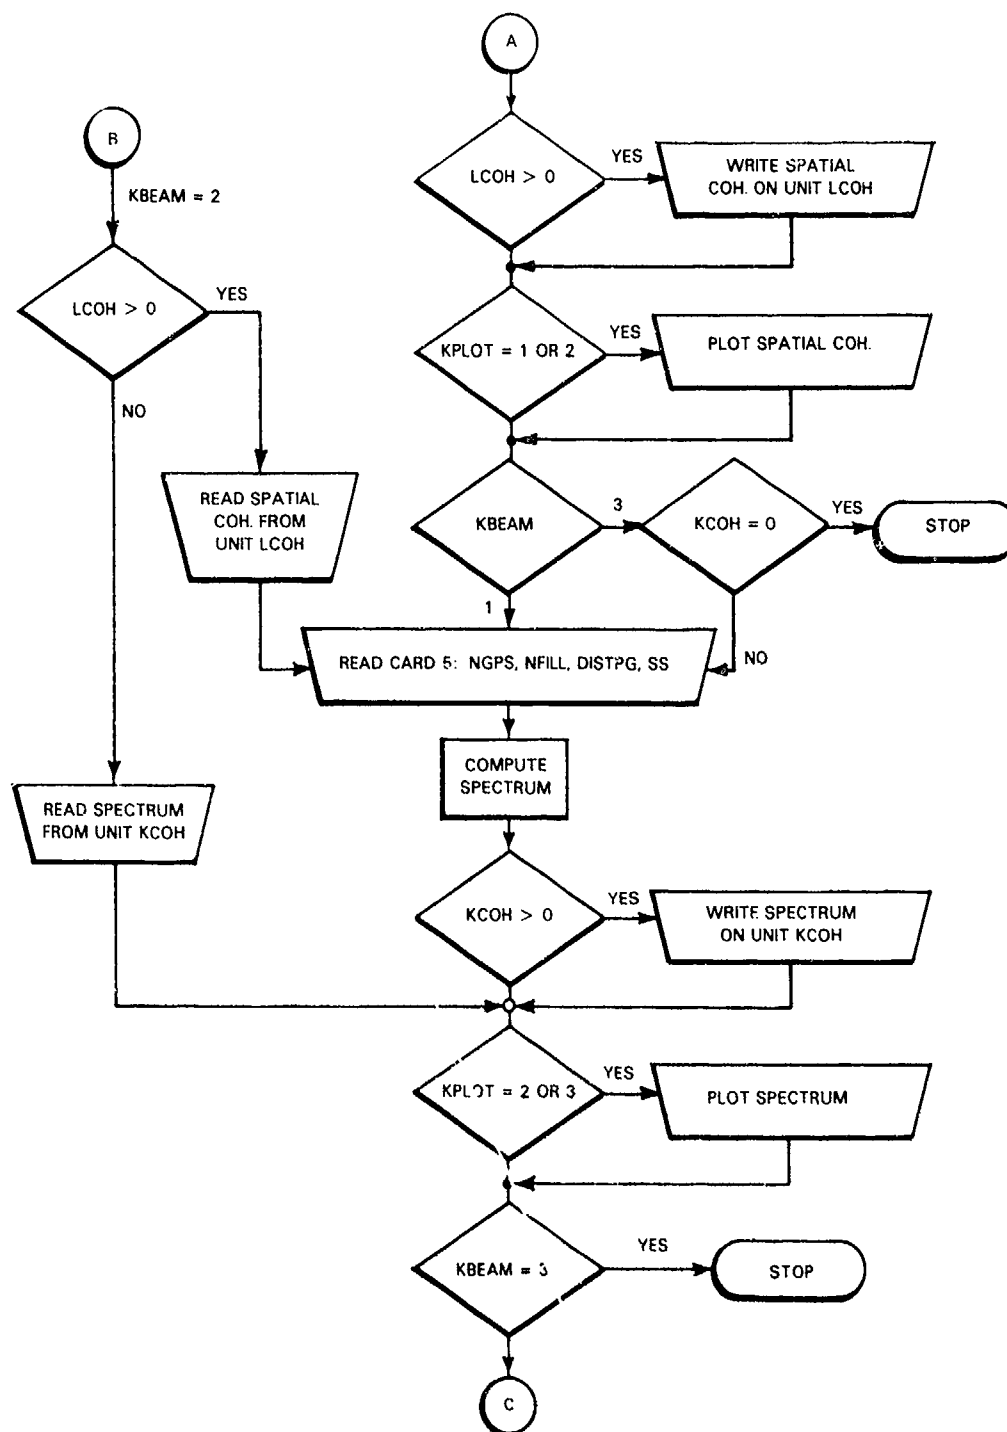 A
B
KBEAM = 2
LCOH > 0
YES
WRITE SPATIAL
COH. ON UNIT LCOH
LCOH > 0
YES
NO
KPLOT = 1 OR 2
YES
PLOT SPATIAL COH.
READ SPATIAL
COH. FROM
UNIT LCOH
KBEAM
3
KCOH = 0
YES
STOP
1
NO
READ CARD 5: NGPS, NFILL, DISTPG, SS
COMPUTE
SPECTRUM
READ SPECTRUM
FROM UNIT KCOH
KCOH > 0
YES
WRITE SPECTRUM
ON UNIT KCOH
KPLOT = 2 OR 3
YES
PLOT SPECTRUM
KBEAM = 3
YES
STOP
C